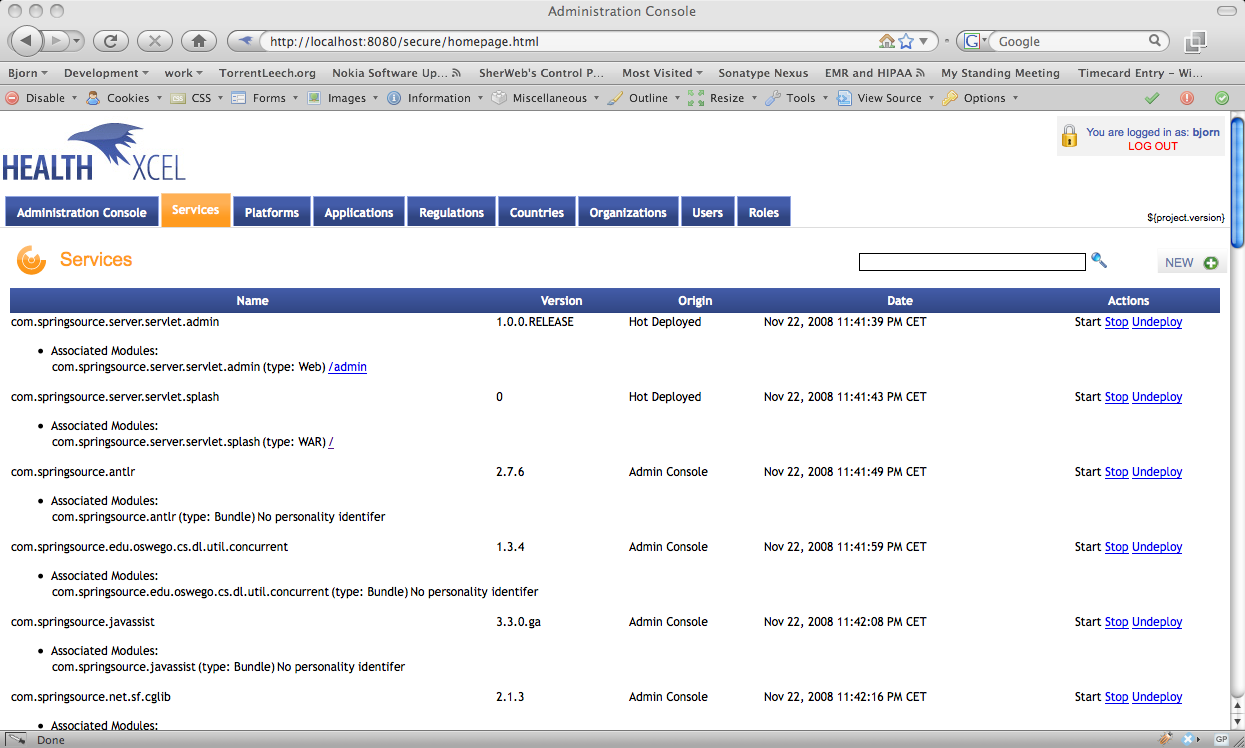 Administration Console
http://localhost:8080/secure/homepage.html
G
Google
Bjorn Development work TorrentLeech.org Nokia Software Up... SherWeb's Control P... Most Visited Sonatype Nexus EMR and HIPAA My Standing Meeting Timecard Entry – Wi...
Disable Cookies CSS CSS Forms Images Information Miscellaneous Outline Resize Tools View Source Options
HEALTH XCEL
You are logged in as: bjorn
LOG OUT
Administration Console Services Platforms Applications Regulations Countries Organizations Users Roles
${project.version}
Services
NEW
Name Version Origin Date Actions
com.springsource.server.servlet.admin 1.0.0.RELEASE Hot Deployed Nov 22, 2008 11:41:39 PM CET Start Stop Undeploy
• Associated Modules:
com.springsource.server.servlet.admin (type: Web) /admin
com.springsource.server.servlet.splash 0 Hot Deployed Nov 22, 2008 11:41:43 PM CET Start Stop Undeploy
• Associated Modules:
com.springsource.server.servlet.splash (type: WAR) /
com.springsource.antlr 2.7.6 Admin Console Nov 22, 2008 11:41:49 PM CET Start Stop Undeploy
• Associated Modules:
com.springsource.antlr (type: Bundle) No personality identifer
com.springsource.edu.oswego.cs.dl.util.concurrent 1.3.4 Admin Console Nov 22, 2008 11:41:59 PM CET Start Stop Undeploy
• Associated Modules:
com.springsource.edu.oswego.cs.dl.util.concurrent (type: Bundle) No personality identifer
com.springsource.javassist 3.3.0.ga Admin Console Nov 22, 2008 11:42:08 PM CET Start Stop Undeploy
• Associated Modules:
com.springsource.javassist (type: Bundle) No personality identifer
com.springsource.net.sf.cglib 2.1.3 Admin Console Nov 22, 2008 11:42:16 PM CET Start Stop Undeploy
• Associated Modules:
Done
GP